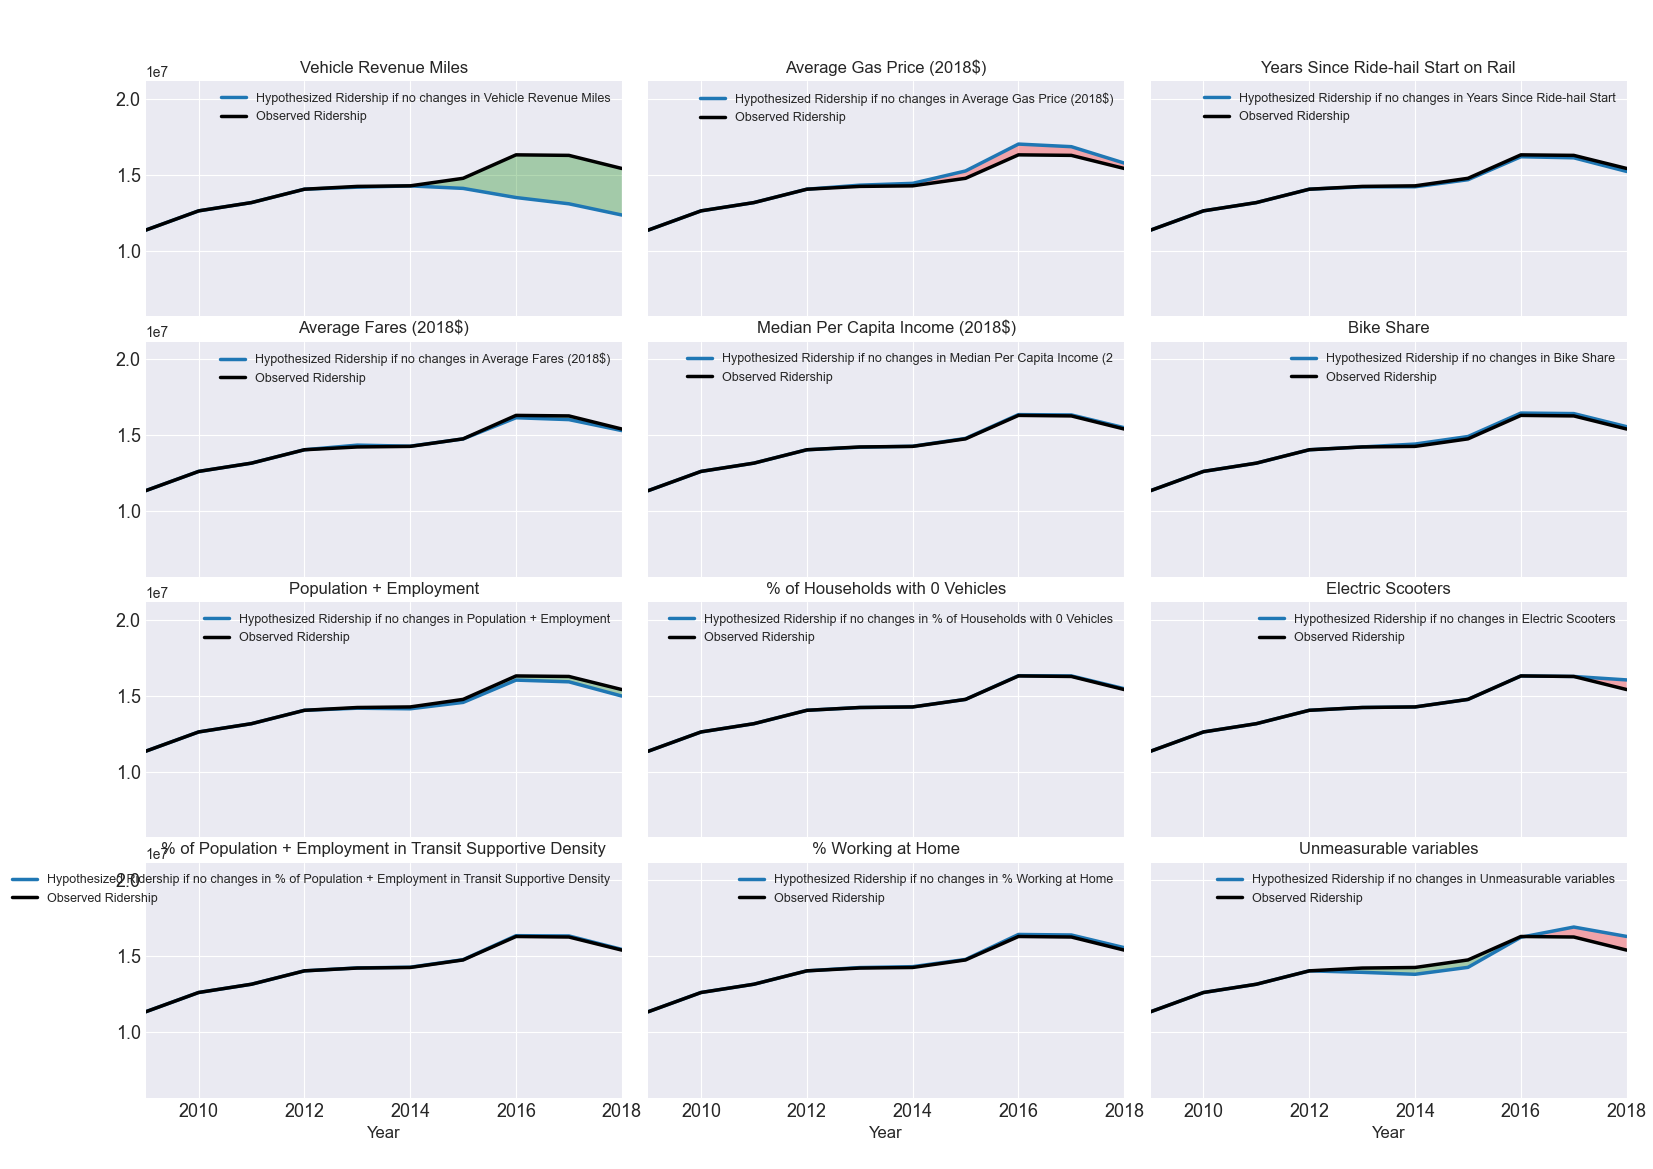 Vehicle Revenue Miles
1e7
2.0
1.5
1.0
Hypothesized Ridership if no changes in Vehicle Revenue Miles
Observed Ridership
Average Gas Price (2018$)
Hypothesized Ridership if no changes in Average Gas Price (2018$)
Observed Ridership
Years Since Ride-hail Start on Rail
Hypothesized Ridership if no changes in Years Since Ride-hail Start
Observed Ridership
Average Fares (2018$)
1e7
2.0
1.5
1.0
Hypothesized Ridership if no changes in Average Fares (2018$)
Observed Ridership
Median Per Capita Income (2018$)
Hypothesized Ridership if no changes in Median Per Capita Income (2
Observed Ridership
Bike Share
Hypothesized Ridership if no changes in Bike Share
Observed Ridership
Population + Employment
1e7
2.0
1.5
1.0
Hypothesized Ridership if no changes in Population + Employment
Observed Ridership
% of Households with 0 Vehicles
Hypothesized Ridership if no changes in % of Households with 0 Vehicles
Observed Ridership
Electric Scooters
Hypothesized Ridership if no changes in Electric Scooters
Observed Ridership
% of Population + Employment in Transit Supportive Density
1e7
2.0
1.5
1.0
Hypothesized Ridership if no changes in % of Population + Employment in Transit Supportive Density
Observed Ridership
2010 2012 2014 2016 2018
Year
% Working at Home
Hypothesized Ridership if no changes in % Working at Home
Observed Ridership
2010 2012 2014 2016 2018
Year
Unmeasurable variables
Hypothesized Ridership if no changes in Unmeasurable variables
Observed Ridership
2010 2012 2014 2016 2018
Year